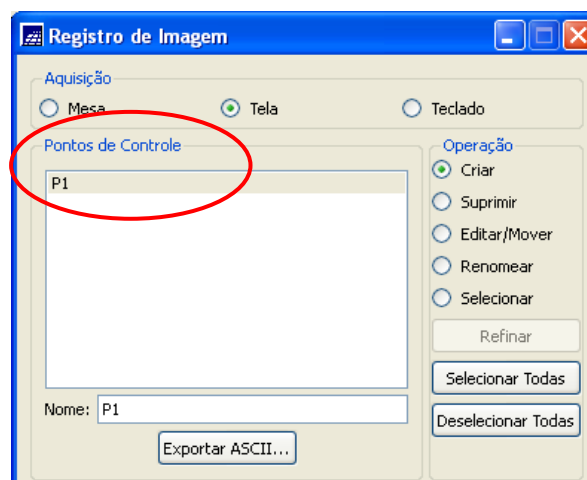 Registro de Imagem
Aquisição
Mesa Tela Teclado
Pontos de Controle
P1
Nome: P1
Exportar ASCII...
Operação
Criar
Suprimir
Editar/Mover
Renomear
Selecionar
Refinar
Selecionar Todas
Deselecionar Todas